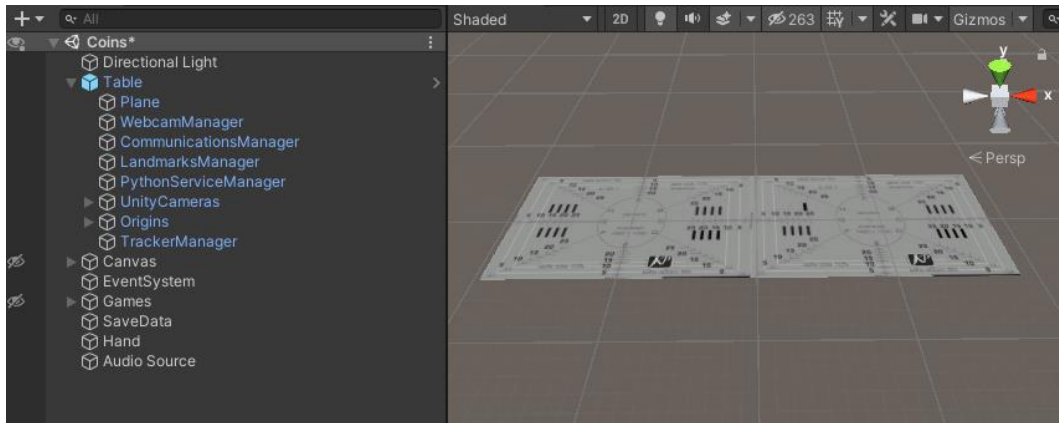 All
Coins*
Directional Light
Table
Plane
WebcamManager
CommunicationsManager
LandmarksManager
PythonServiceManager
UnityCameras
Origins
TrackerManager
Canvas
EventSystem
Games
SaveData
Hand
Audio Source
Shaded 2D 263 Gizmos
y
x
Persp